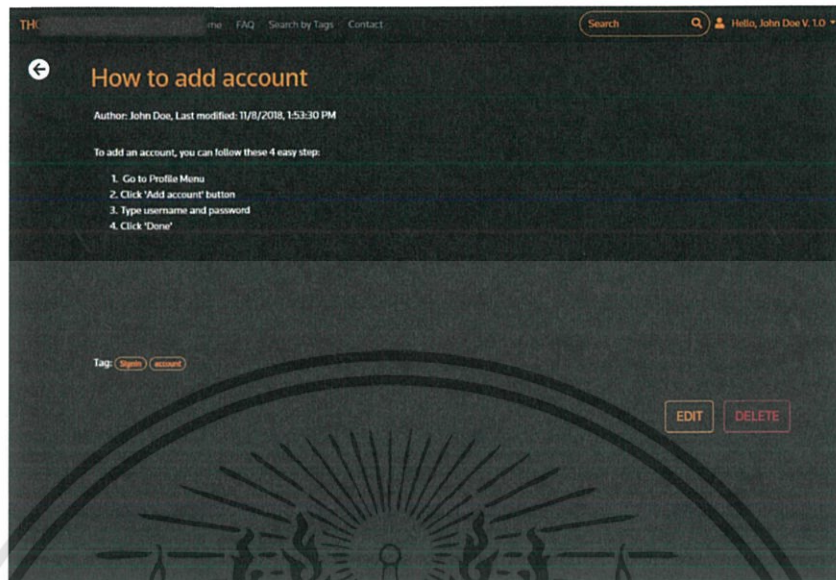 TH
me FAQ Search by Tags Contact Search Hello, John Doe V. 1.0
How to add account
Author: John Doe, Last modified: 11/8/2018, 1:53:30 PM
To add an account, you can follow these 4 easy step:
1. Go to Profile Menu
2. Click 'Add account' button
3. Type username and password
4. Click 'Done'
Tag: Signin account
EDIT DELETE